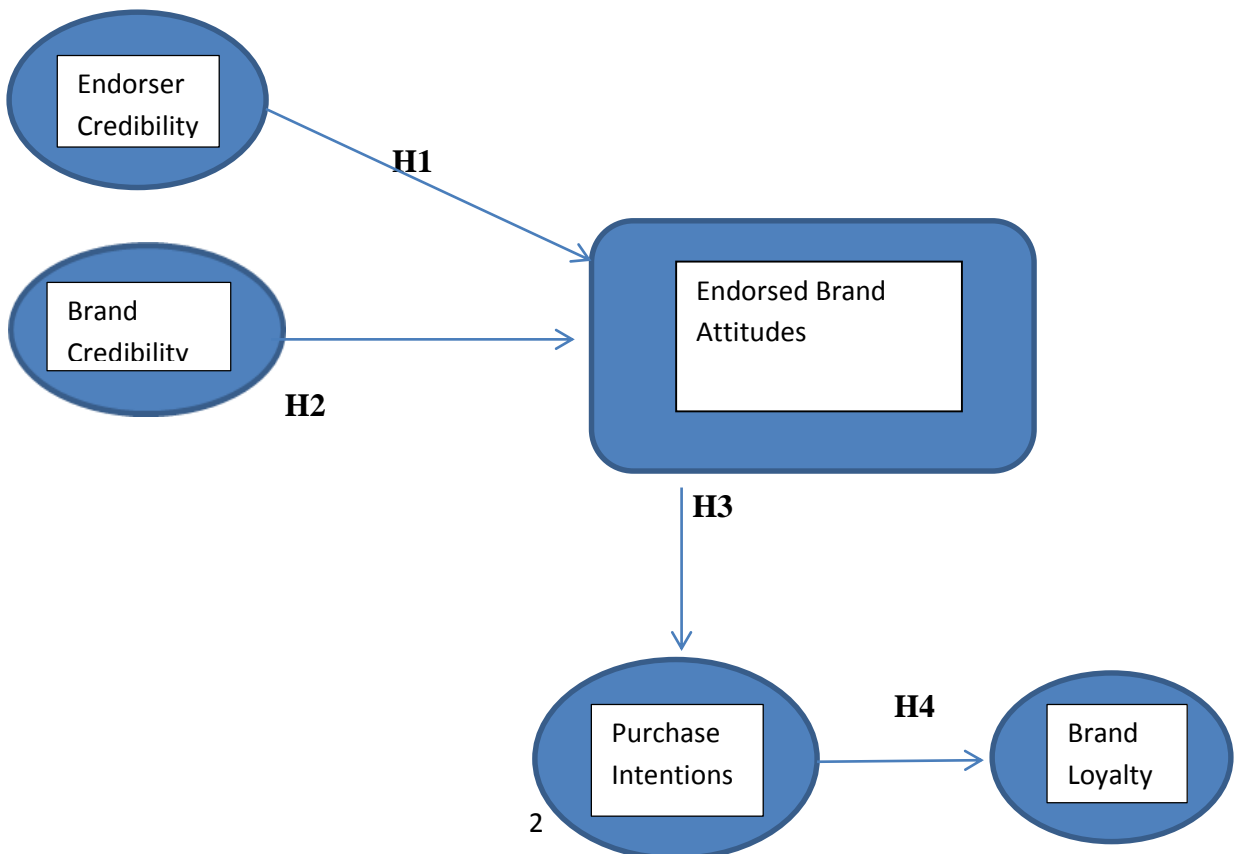 Endorser
Credibility
H1
Brand
Credibility
H2
Endorsed Brand
Attitudes
H3
Purchase
Intentions
H4
Brand
Loyalty
2